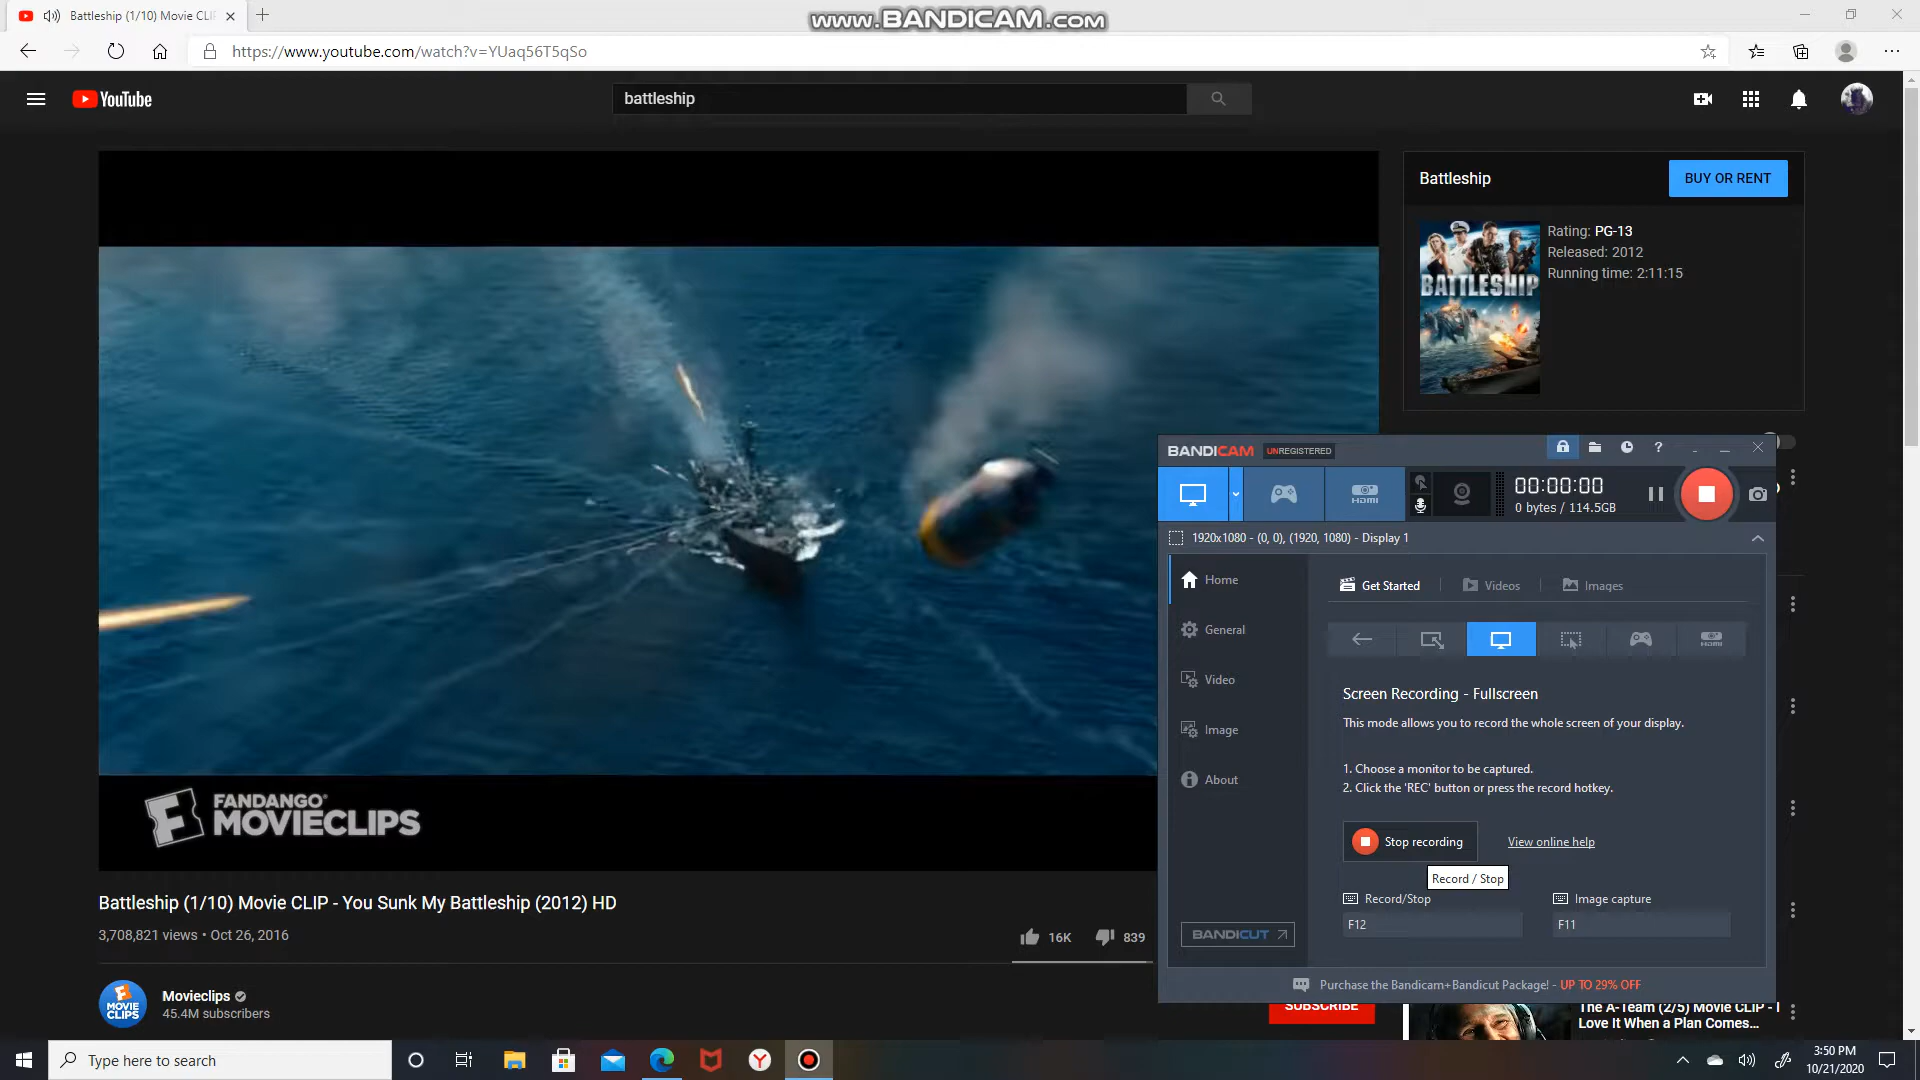 Battleship (1/10) Movie CLI
www.BANDICAM.com
https://www.youtube.com/watch?v=YUaq56T5qSo
YouTube
battleship
Battleship
BUY OR RENT
BATTLESHIP
Rating: PG-13
Released: 2012
Running time: 2:11:15
FANDANGO
MOVIECLIPS
Battleship (1/10) Movie CLIP - You Sunk My Battleship (2012) HD
3,708,821 views • Oct 26, 2016
16K
839
MOVIE CLIPS
Movieclips
45.4M subscribers
SUBSCRIBE
BANDICAM UNREGISTERED
?
HDMI
00:00:00
0 bytes / 114.5GB
1920x1080 - (0, 0), (1920, 1080) - Display 1
Home
General
Video
Image
About
BANDICUT
Get Started
Videos
Images
HDMI
Screen Recording - Fullscreen
This mode allows you to record the whole screen of your display.
1. Choose a monitor to be captured.
2. Click the 'REC' button or press the record hotkey.
Stop recording
View online help
Record / Stop
Record/Stop
Image capture
F12
F11
Purchase the Bandicam+Bandicut Package! - UP TO 29% OFF
The A-Team (2/5) Movie CLIP - I
Love It When a Plan Comes...
Type here to search
3:50 PM
10/21/2020